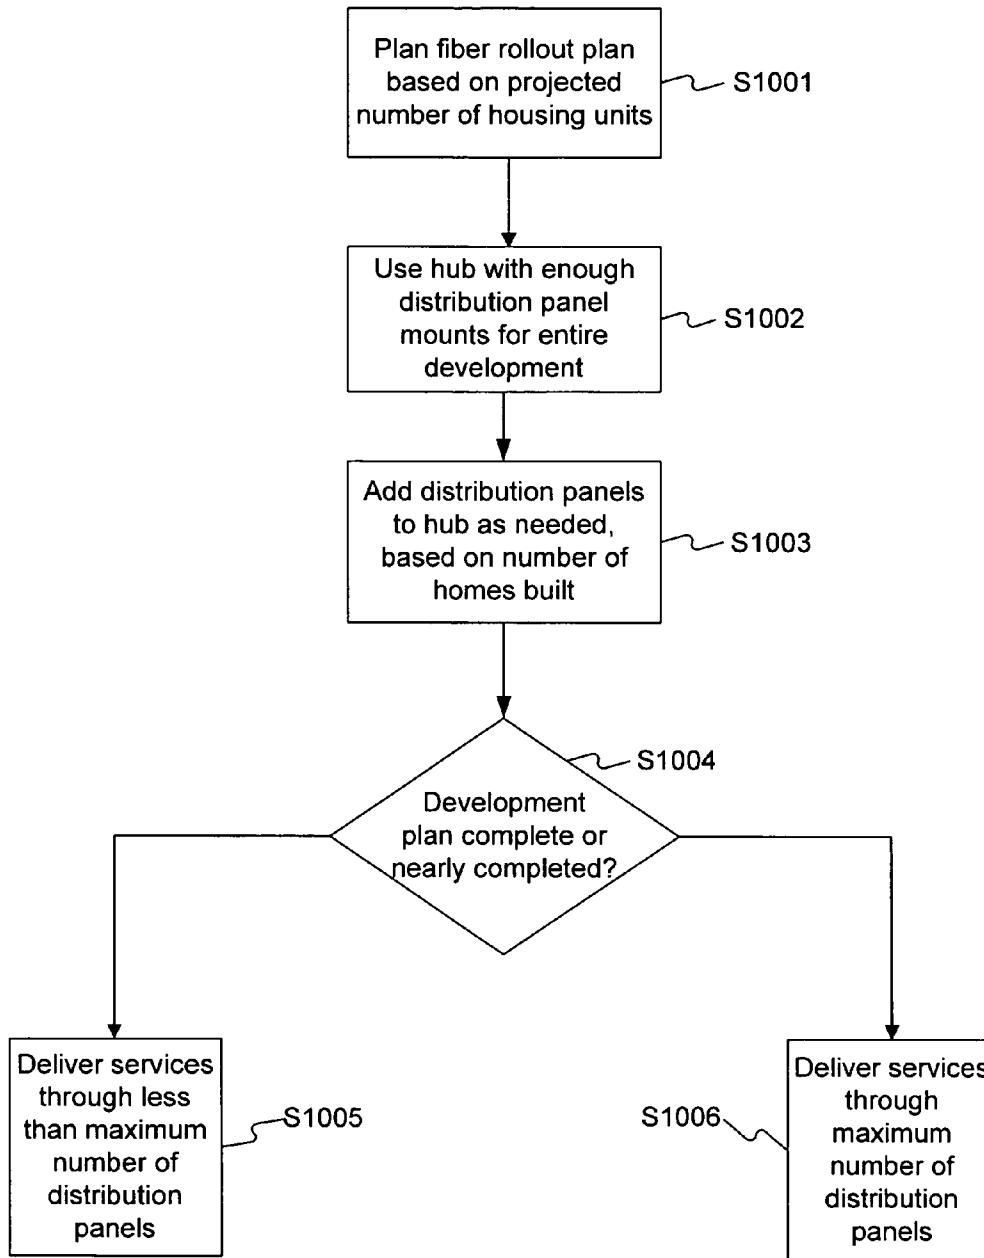 Plan fiber rollout plan
based on projected
number of housing units
S1001
Use hub with enough
distribution panel
mounts for entire
development
S1002
Add distribution panels
to hub as needed,
based on number of
homes built
S1003
S1004
Development
plan complete or
nearly completed?
Deliver services
through less
than maximum
number of
distribution
panels
S1005
S1006
Deliver services
through
maximum
number of
distribution
panels